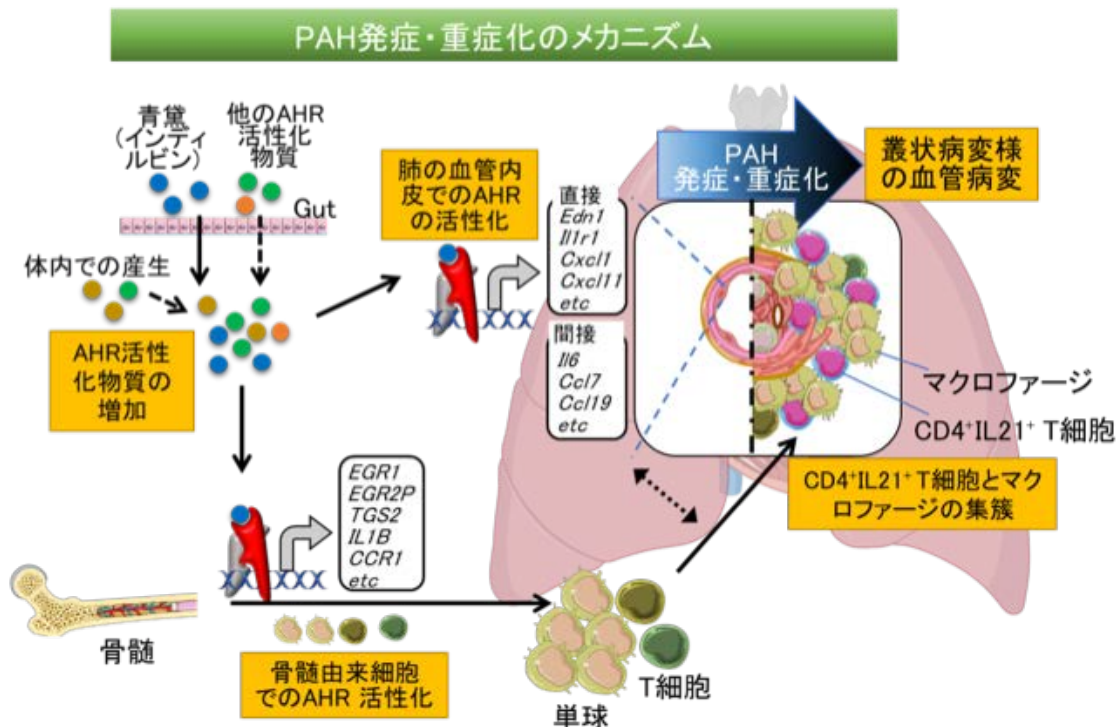 PAH発症・重症化のメカニズム
青黛
(インディ
ルビン)
他のAHR
活性化
物質
Gut
体内での産生
AHR活性
化物質の
増加
肺の血管内
皮でのAHR
の活性化
直接
Edn1
Il1r1
Cxcl1
Cxcl11
etc
間接
Il6
Ccl7
Ccl19
etc
PAH
発症・重症化
叢状病変様
の血管病変
マクロファージ
CD4⁺IL21⁺ T細胞
CD4⁺IL21⁺ T細胞とマク
ロファージの集簇
EGR1
EGR2P
TGS2
IL1B
CCR1
etc
骨髄
骨髄由来細胞
でのAHR 活性化
単球
T細胞